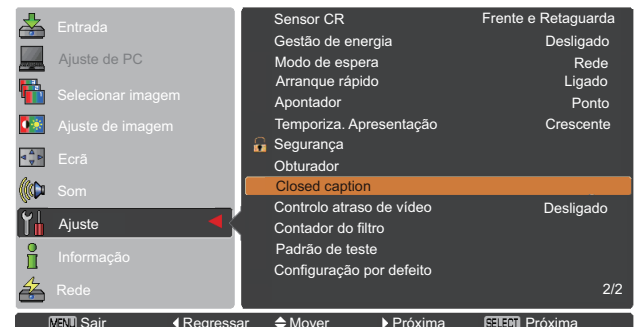 Entrada
Ajuste de PC
Selecionar imagem
Ajuste de imagem
Ecrã
Som
Ajuste
Informação
Rede
Sensor CR Frente e Retaguarda
Gestão de energia Desligado
Modo de espera Rede
Arranque rápido Ligado
Apontador Ponto
Temporiza. Apresentação Crescente
Segurança
Obturador
Closed caption
Controlo atraso de vídeo Desligado
Contador do filtro
Padrão de teste
Configuração por defeito
2/2
MENU Sair Regressar Mover Próxima SELECT Próxima